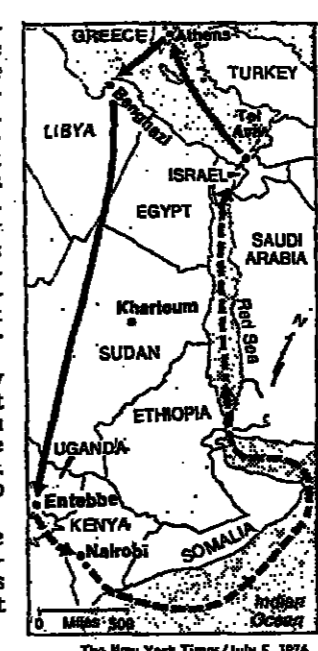 GREECE Athens
TURKEY
Benghazi
Tel Aviv
LIBYA
ISRAEL
EGYPT
SAUDI
ARABIA
Khartoum
Red Sea
N
SUDAN
ETHIOPIA
UGANDA
Entebbe
KENYA
Nairobi
SOMALIA
Indian
Ocean
0 Miles 500
The New York Times/July 5, 1976